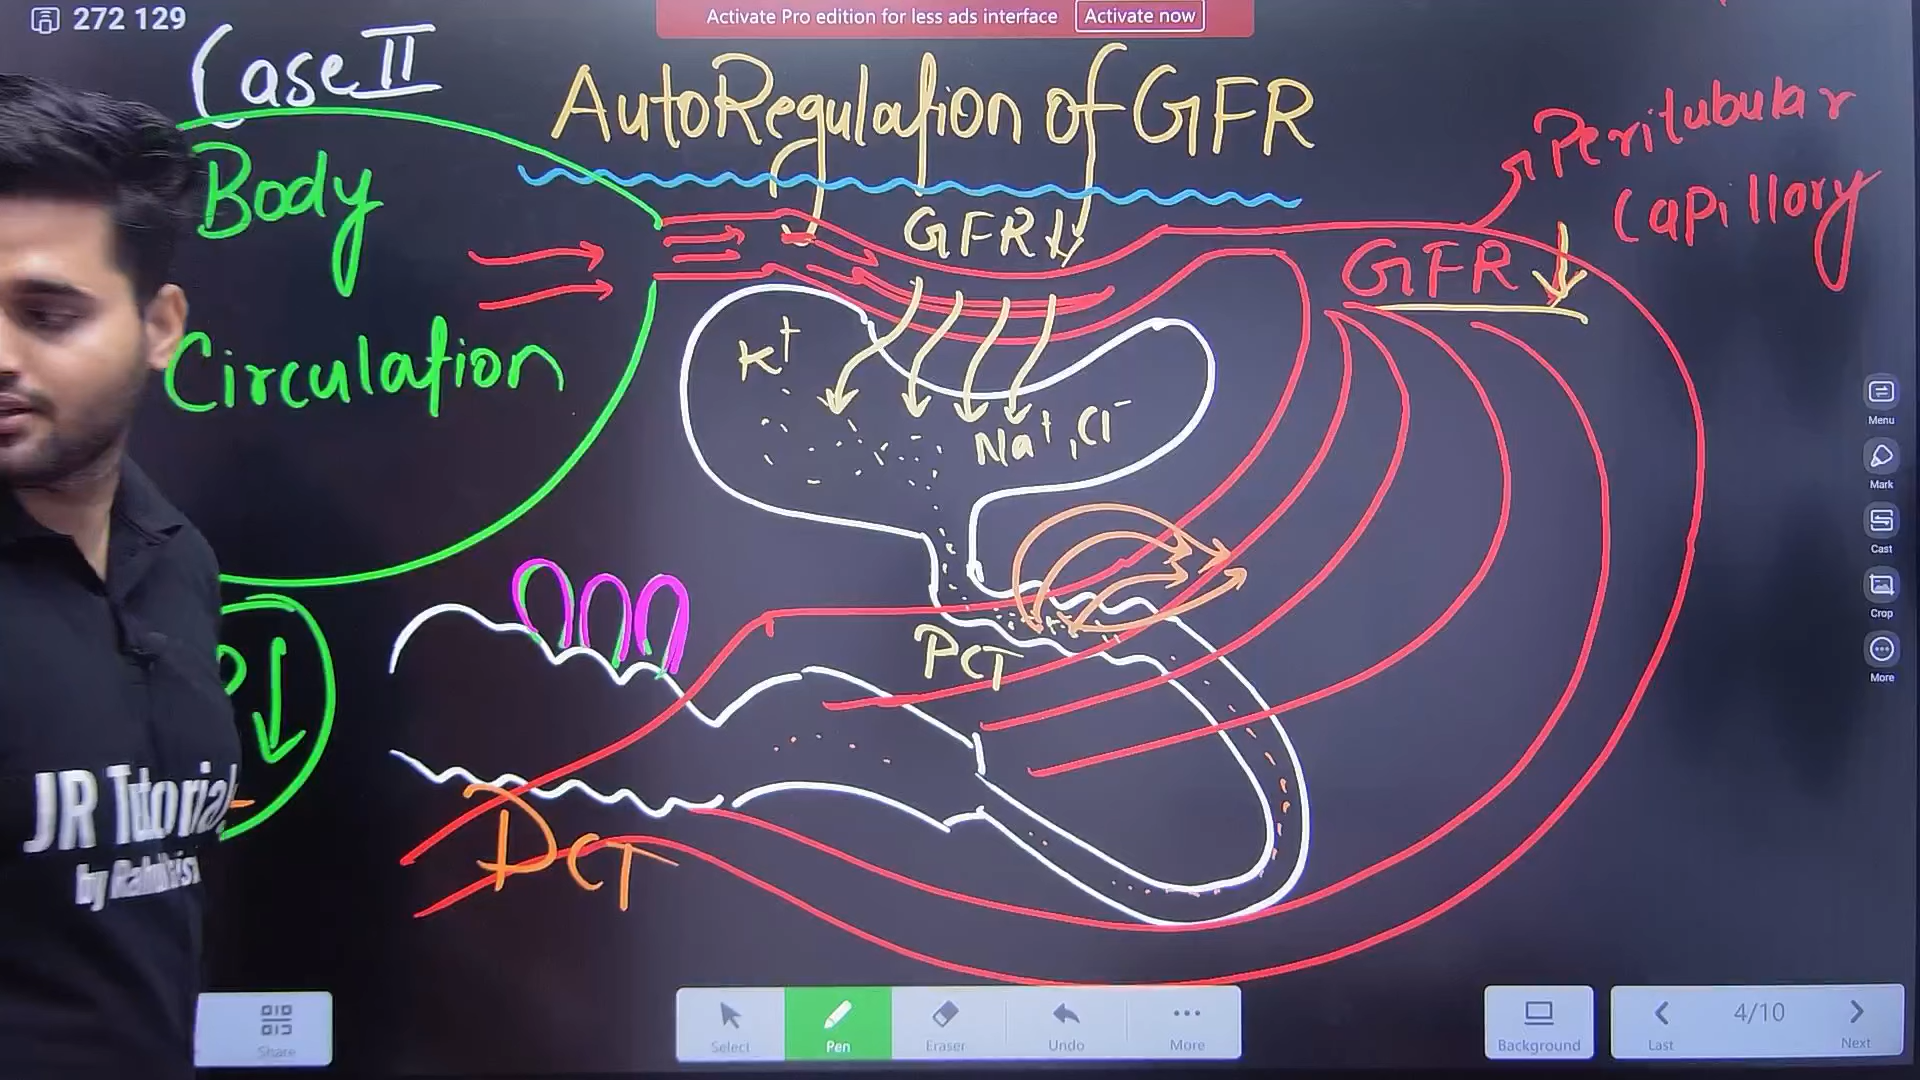 272 129
Activate Pro edition for less ads interface Activate now
Case II
AutoRegulation of GFR
Peritubular
Capillory
Body
Circulation
GFR↓
GFR ↓
K+
Na+, Cl-
PCT
DCT
↓
JR Tutorial
by
Menu
Mark
Cast
Crop
More
Share
Select
Pen
Eraser
Undo
More
Background
Last
4/10
Next